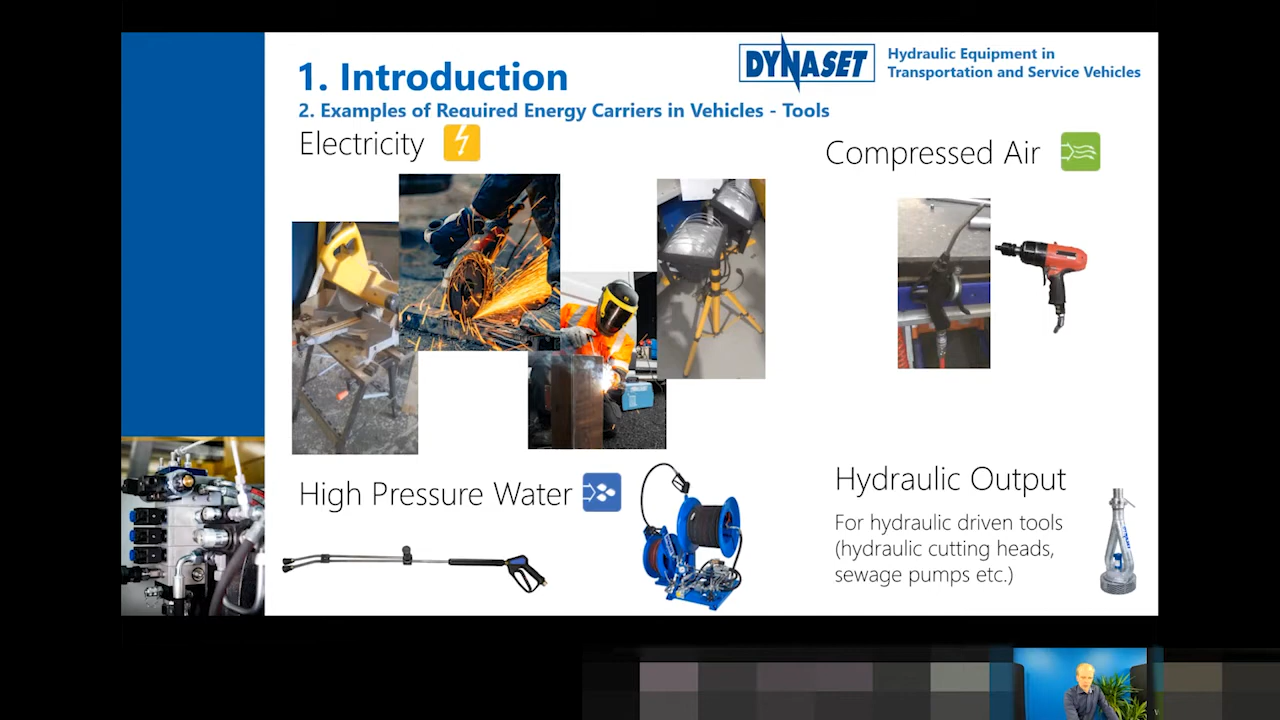 1. Introduction
2. Examples of Required Energy Carriers in Vehicles - Tools
DYNASET
Hydraulic Equipment in
Transportation and Service Vehicles
Electricity
Compressed Air
High Pressure Water
Hydraulic Output
For hydraulic driven tools
(hydraulic cutting heads,
sewage pumps etc.)